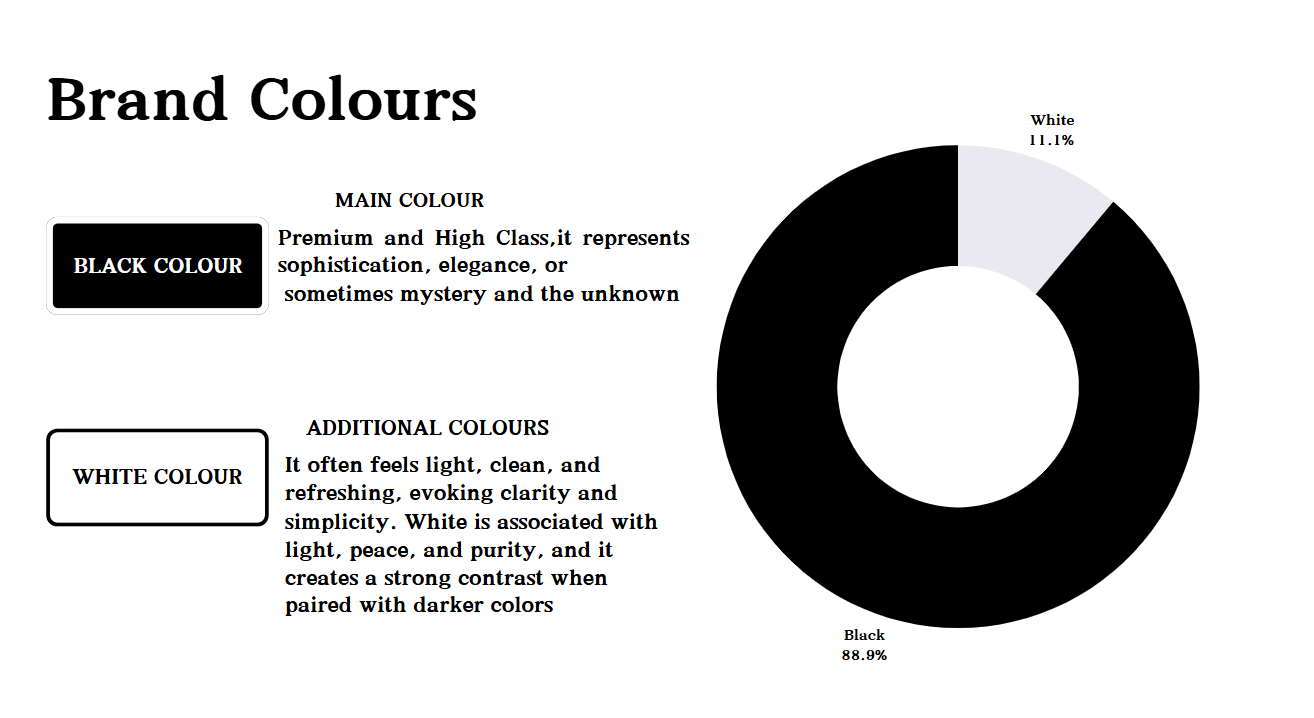 Brand Colours
MAIN COLOUR
BLACK COLOUR
Premium and High Class,it represents
sophistication, elegance, or
sometimes mystery and the unknown
ADDITIONAL COLOURS
WHITE COLOUR
It often feels light, clean, and
refreshing, evoking clarity and
simplicity. White is associated with
light, peace, and purity, and it
creates a strong contrast when
paired with darker colors
White
11.1%
Black
88.9%